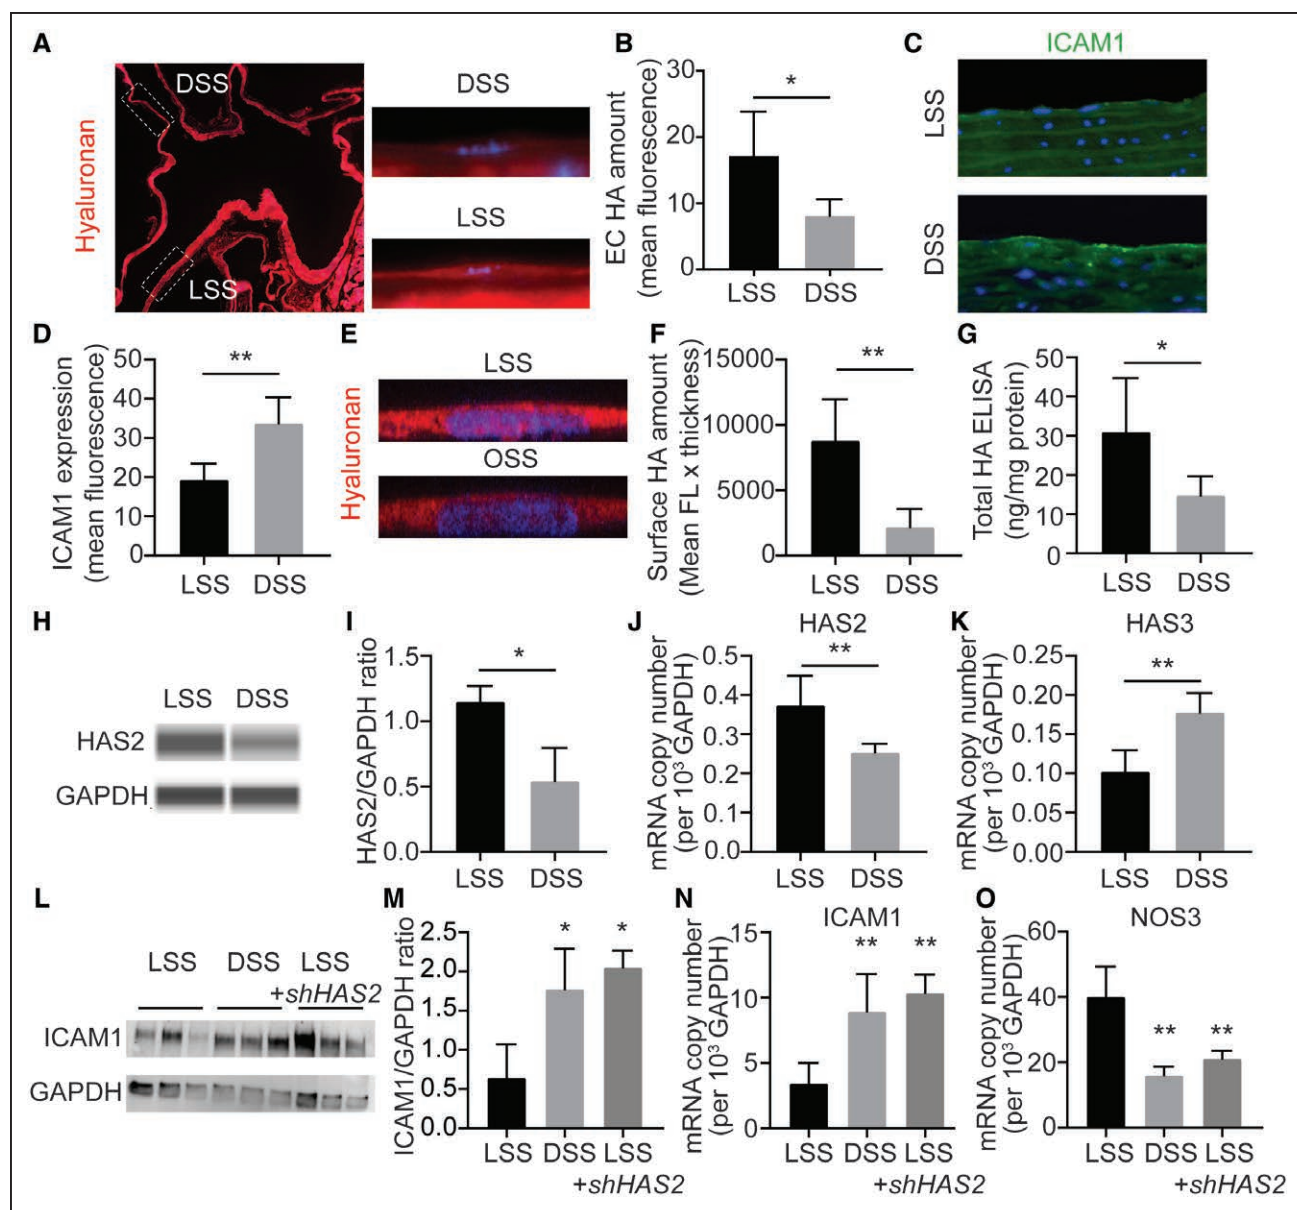 A
Hyaluronan
DSS
LSS
DSS
LSS
B
EC HA amount
(mean fluorescence)
30
20
10
0
*
LSS
DSS
C
ICAM1
LSS
DSS
D
ICAM1 expression
(mean fluorescence)
50
40
30
20
10
0
**
LSS
DSS
E
Hyaluronan
LSS
OSS
F
Surface HA amount
(Mean FL x thickness)
15000
10000
5000
0
**
LSS
DSS
G
Total HA ELISA
(ng/mg protein)
50
40
30
20
10
0
*
LSS
DSS
H
LSS DSS
HAS2
GAPDH
I
HAS2/GAPDH ratio
1.5
1.0
0.5
0.0
*
LSS
DSS
J
HAS2
mRNA copy number
(per 10³ GAPDH)
0.5
0.4
0.3
0.2
0.1
0.0
**
LSS
DSS
K
HAS3
mRNA copy number
(per 10³ GAPDH)
0.25
0.20
0.15
0.10
0.05
0.00
**
LSS
DSS
L
LSS DSS LSS
+shHAS2
ICAM1
GAPDH
M
ICAM1/GAPDH ratio
2.5
2.0
1.5
1.0
0.5
0.0
* *
LSS DSS LSS
+shHAS2
N
ICAM1
mRNA copy number
(per 10³ GAPDH)
15
10
5
0
** **
LSS DSS LSS
+shHAS2
O
NOS3
mRNA copy number
(per 10³ GAPDH)
60
40
20
0
** **
LSS DSS LSS
+shHAS2